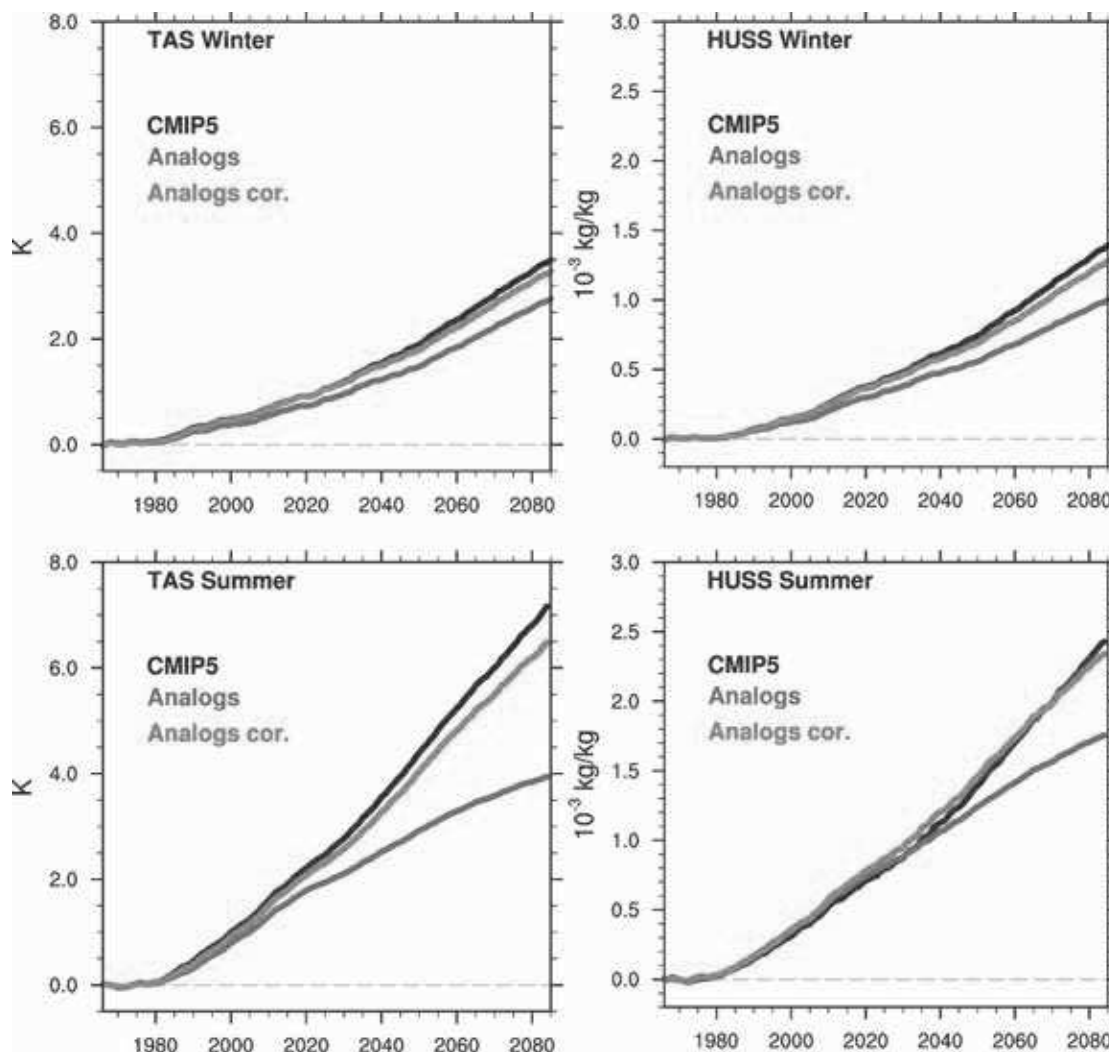 8.0
6.0
4.0
2.0
0.0
K
TAS Winter
CMIP5
Analogs
Analogs cor.
1980 2000 2020 2040 2060 2080
3.0
2.5
2.0
1.5
1.0
0.5
0.0
10⁻³ kg/kg
HUSS Winter
CMIP5
Analogs
Analogs cor.
1980 2000 2020 2040 2060 2080
8.0
6.0
4.0
2.0
0.0
K
TAS Summer
CMIP5
Analogs
Analogs cor.
1980 2000 2020 2040 2060 2080
3.0
2.5
2.0
1.5
1.0
0.5
0.0
10⁻³ kg/kg
HUSS Summer
CMIP5
Analogs
Analogs cor.
1980 2000 2020 2040 2060 2080